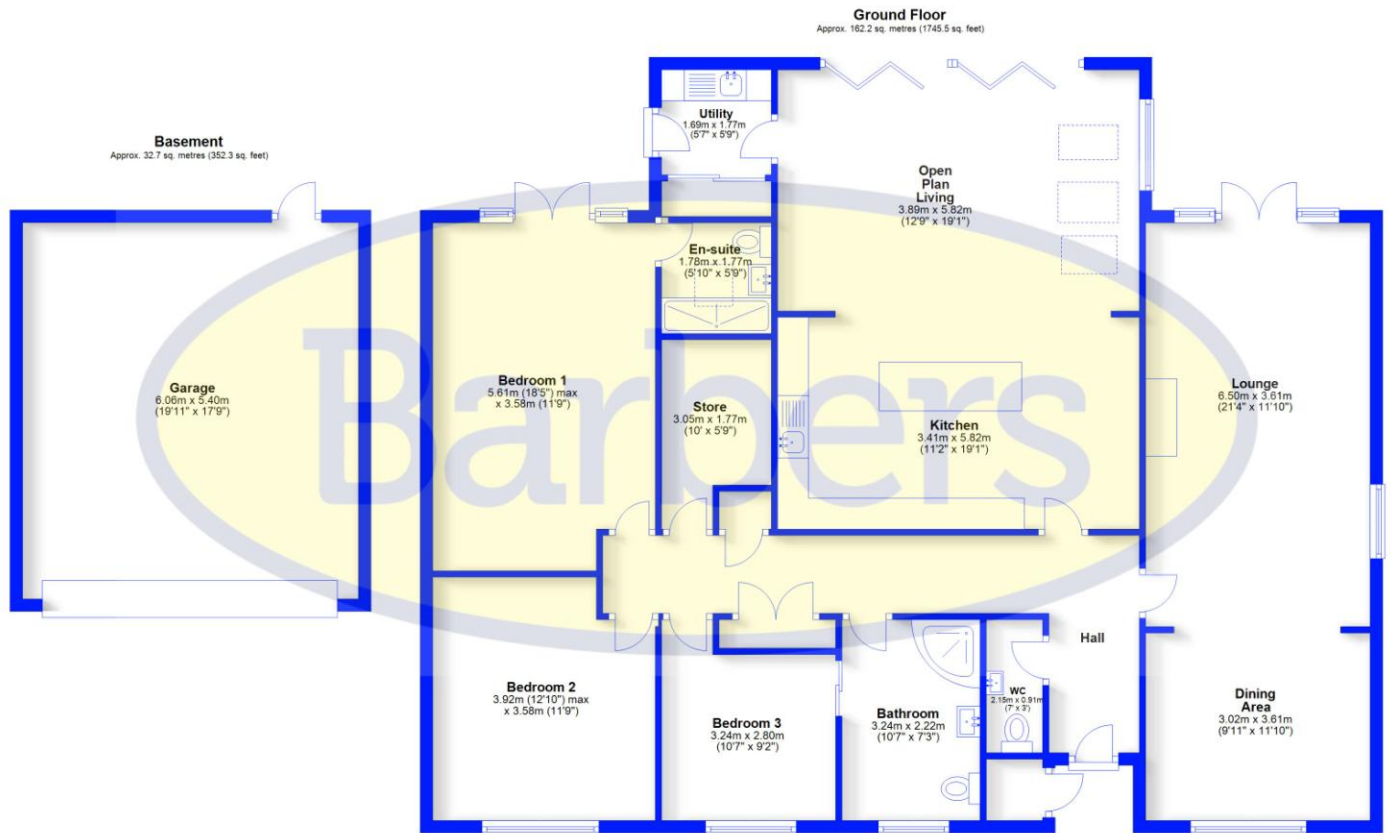 Ground Floor
Approx. 162.2 sq. metres (1745.5 sq. feet)
Basement
Approx. 32.7 sq. metres (352.3 sq. feet)
Utility
1.69m x 1.77m
(5'7" x 5'9")
Open
Plan
Living
3.89m x 5.82m
(12'9" x 19'1")
En-suite
1.78m x 1.77m
(5'10" x 5'9")
Garage
6.06m x 5.40m
(19'11" x 17'9")
Bedroom 1
5.61m (18'5") max
x 3.58m (11'9")
Store
3.05m x 1.77m
(10' x 5'9")
Kitchen
3.41m x 5.82m
(11'2" x 19'1")
Lounge
6.50m x 3.61m
(21'4" x 11'10")
Barbers
Hall
Bedroom 2
3.92m (12'10") max
x 3.58m (11'9")
Bedroom 3
3.24m x 2.80m
(10'7" x 9'2")
Bathroom
3.24m x 2.22m
(10'7" x 7'3")
WC
2.15m x 0.91m
(7' x 3')
Dining
Area
3.02m x 3.61m
(9'11" x 11'10")